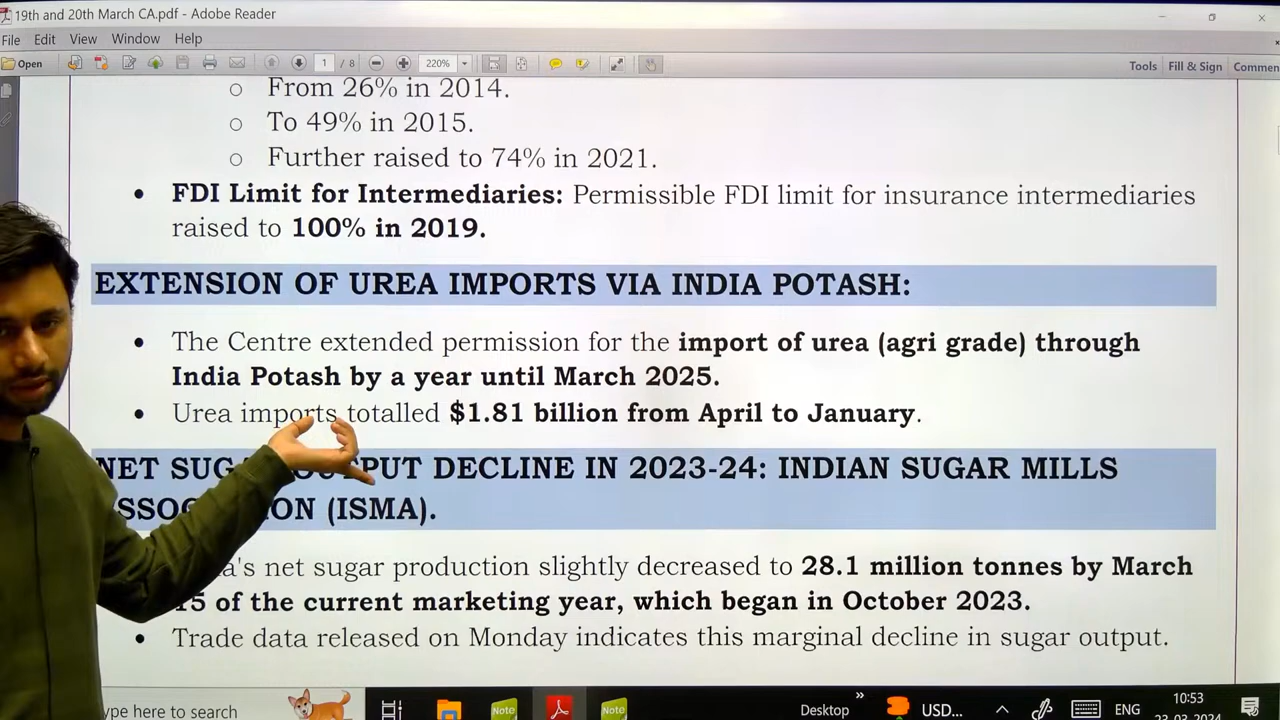 19th and 20th March CA.pdf - Adobe Reader
File Edit View Window Help
Open 1 / 8 220% Tools Fill & Sign Commen
o From 26% in 2014.
o To 49% in 2015.
o Further raised to 74% in 2021.
• FDI Limit for Intermediaries: Permissible FDI limit for insurance intermediaries
raised to 100% in 2019.
EXTENSION OF UREA IMPORTS VIA INDIA POTASH:
• The Centre extended permission for the import of urea (agri grade) through
India Potash by a year until March 2025.
• Urea imports totalled $1.81 billion from April to January.
NET SUG PUT DECLINE IN 2023-24: INDIAN SUGAR MILLS
SSOC ON (ISMA).
a's net sugar production slightly decreased to 28.1 million tonnes by March
15 of the current marketing year, which began in October 2023.
• Trade data released on Monday indicates this marginal decline in sugar output.
ype here to search Note Note Desktop » USD... ENG 10:53